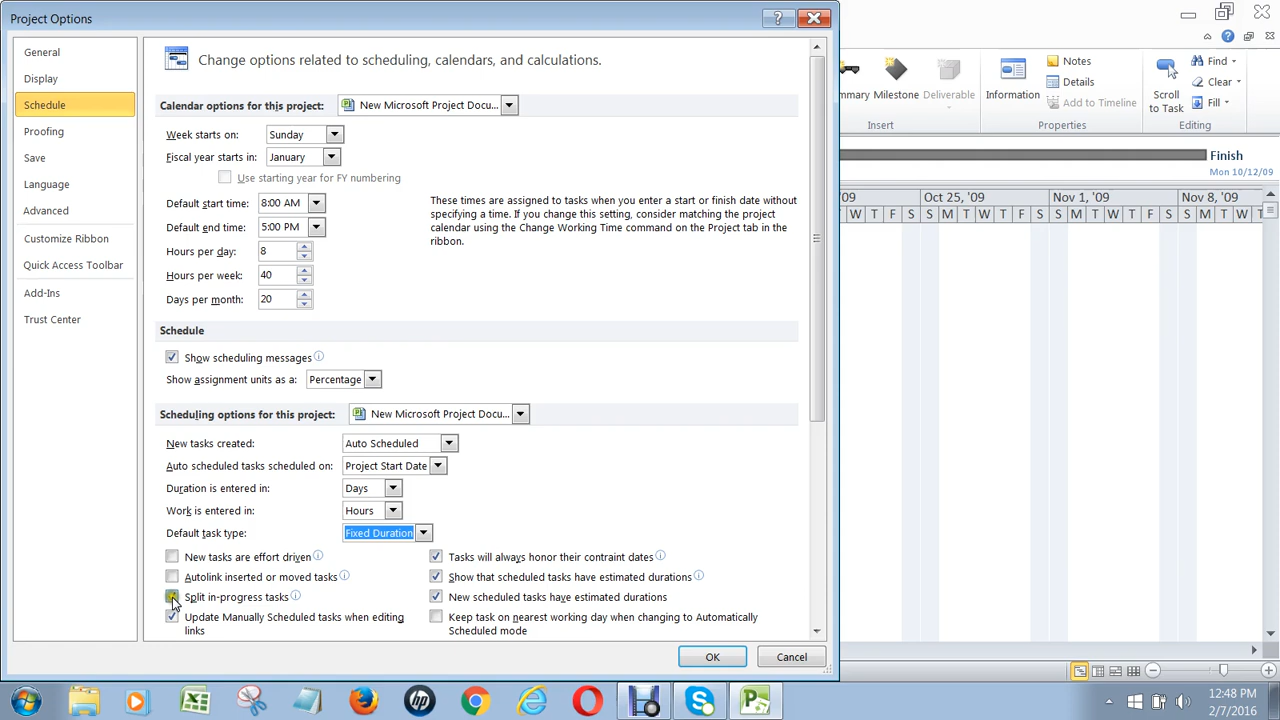 Project Options
General
Display
Schedule
Proofing
Save
Language
Advanced
Customize Ribbon
Quick Access Toolbar
Add-Ins
Trust Center
Change options related to scheduling, calendars, and calculations.
Calendar options for this project: New Microsoft Project Docu...
Week starts on: Sunday
Fiscal year starts in: January
Use starting year for FY numbering
Default start time: 8:00 AM
Default end time: 5:00 PM
Hours per day: 8
Hours per week: 40
Days per month: 20
These times are assigned to tasks when you enter a start or finish date without
specifying a time. If you change this setting, consider matching the project
calendar using the Change Working Time command on the Project tab in the
ribbon.
Schedule
Show scheduling messages
Show assignment units as a: Percentage
Scheduling options for this project: New Microsoft Project Docu...
New tasks created: Auto Scheduled
Auto scheduled tasks scheduled on: Project Start Date
Duration is entered in: Days
Work is entered in: Hours
Default task type: Fixed Duration
New tasks are effort driven
Autolink inserted or moved tasks
Split in-progress tasks
Update Manually Scheduled tasks when editing
links
Tasks will always honor their contraint dates
Show that scheduled tasks have estimated durations
New scheduled tasks have estimated durations
Keep task on nearest working day when changing to Automatically
Scheduled mode
OK
Cancel
mmary
Milestone
Deliverable
Insert
Information
Notes
Details
Add to Timeline
Properties
Scroll
to Task
Find
Clear
Fill
Editing
Finish
Mon 10/12/09
'09
Oct 25, '09
Nov 1, '09
Nov 8, '09
W T F S S M T W T F S S M T W T F S S M T W T
hp
12:48 PM
2/7/2016